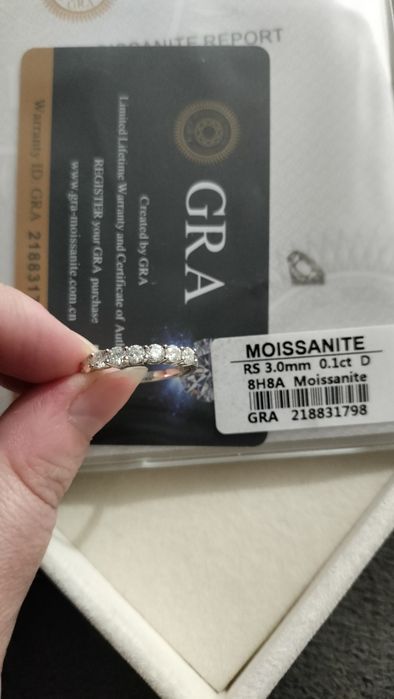 MOISSANITE REPORT
GRA
Created by GRA
Limited Lifetime Warranty and Certificate of
REGISTER your GRA purchase
www.gra-moissanite.com.cn
Warranty ID GRA 218831
MOISSANITE
RS 3.0mm 0.1ct D
8H8A Moissanite
GRA 218831798